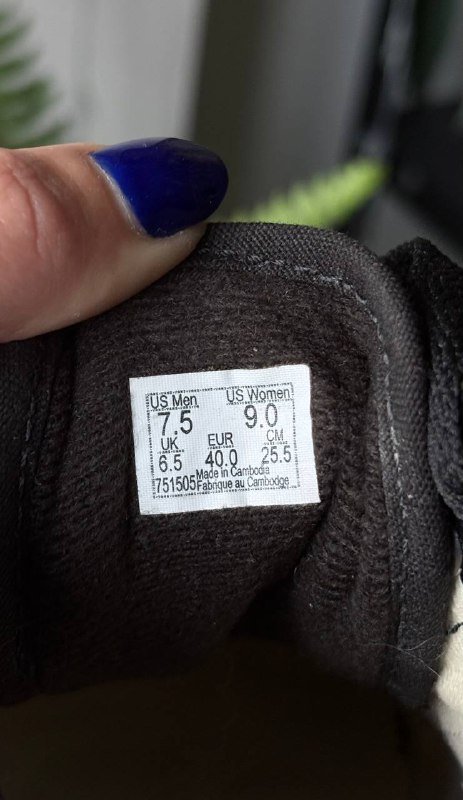 US Men US Women
7.5 9.0
UK EUR CM
6.5 40.0 25.5
Made in Cambodia
751505 Fabrique au Cambodge